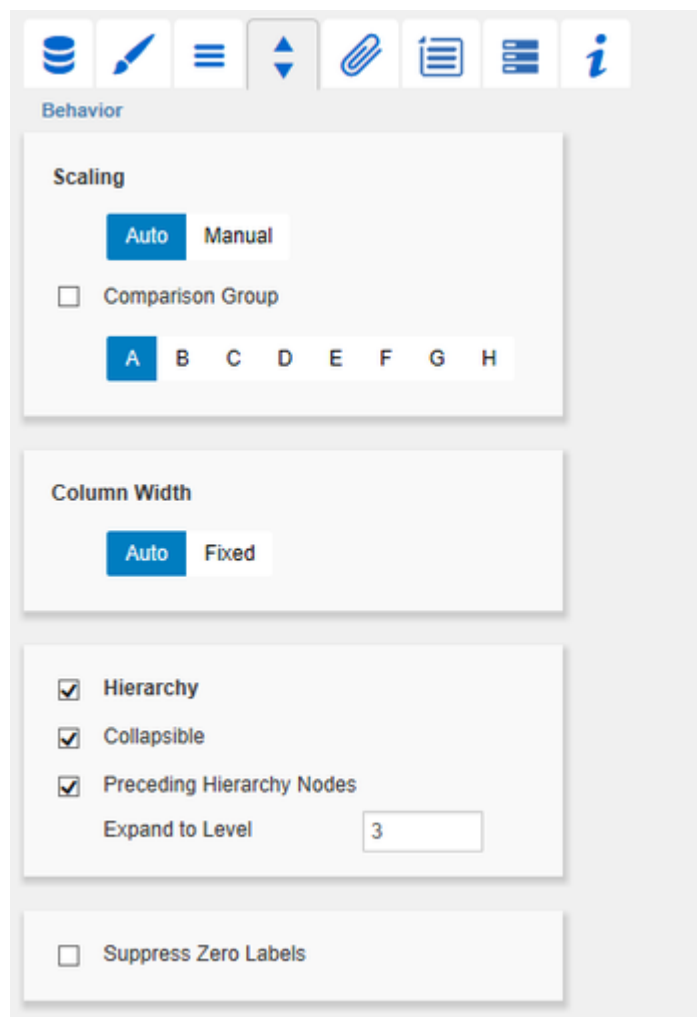 Behavior
Scaling
Auto Manual
Comparison Group
A B C D E F G H
Column Width
Auto Fixed
Hierarchy
Collapsible
Preceding Hierarchy Nodes
Expand to Level 3
Suppress Zero Labels